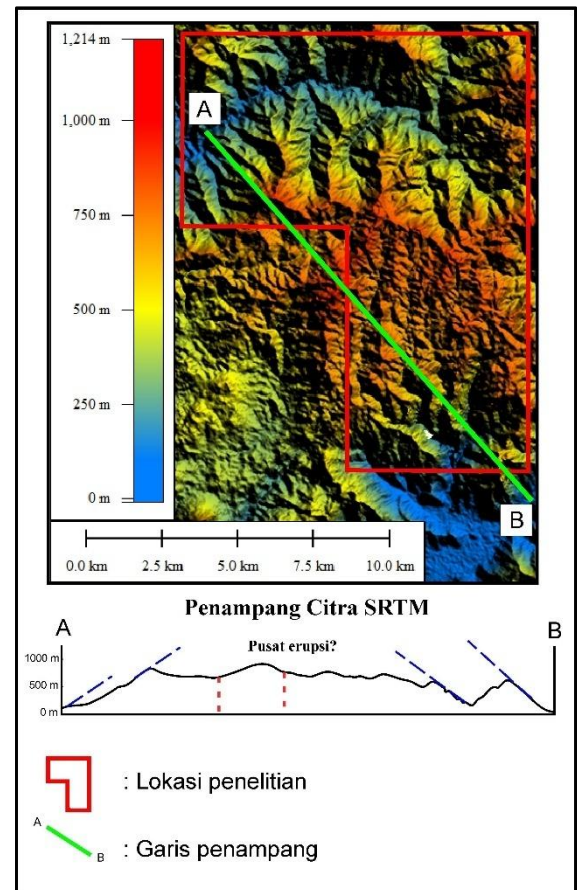 1,214 m
1,000 m
750 m
500 m
250 m
0 m
A
B
0.0 km 2.5 km 5.0 km 7.5 km 10.0 km
Penampang Citra SRTM
A B
Pusat erupsi?
1000 m
500 m
0 m
: Lokasi penelitian
A
B : Garis penampang